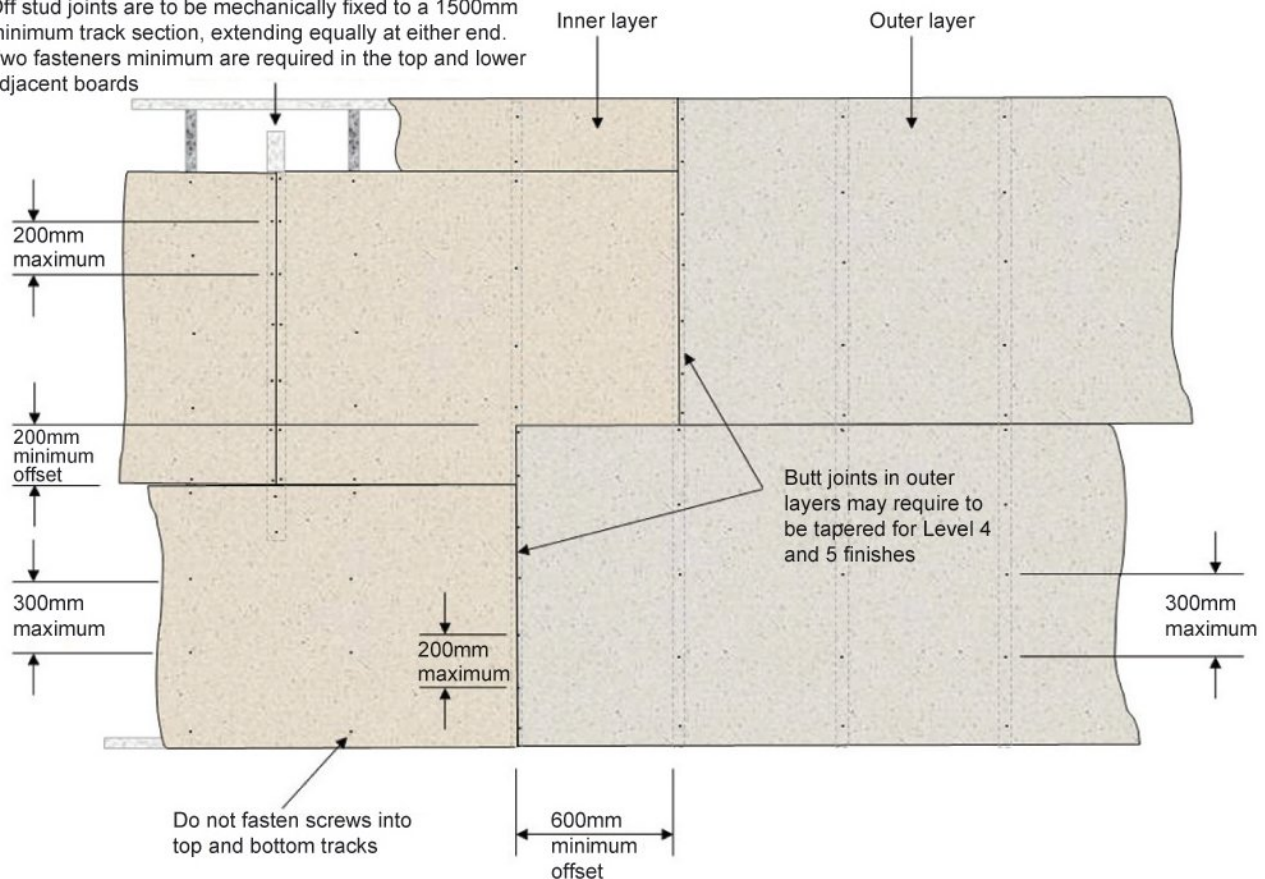 Off stud joints are to be mechanically fixed to a 1500mm
minimum track section, extending equally at either end.
Two fasteners minimum are required in the top and lower
adjacent boards
Inner layer
Outer layer
200mm
maximum
200mm
minimum
offset
Butt joints in outer
layers may require to
be tapered for Level 4
and 5 finishes
300mm
maximum
300mm
maximum
200mm
maximum
Do not fasten screws into
top and bottom tracks
600mm
minimum
offset